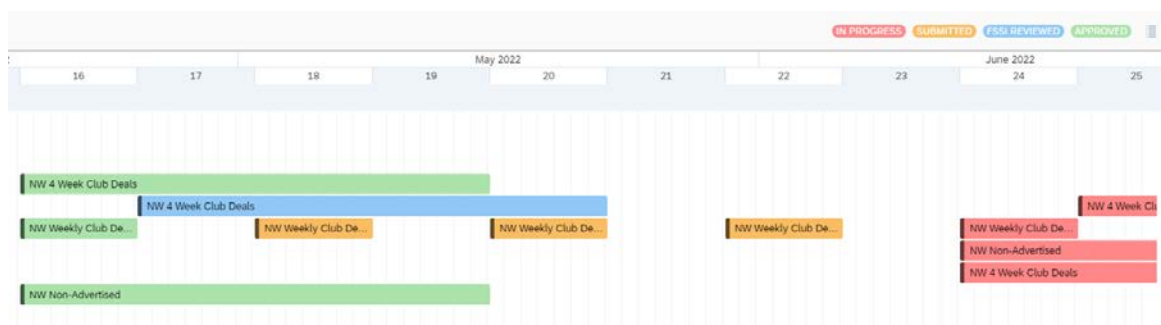 IN PROGRESS SUBMITTED FSSI REVIEWED APPROVED
May 2022 June 2022
16 17 18 19 20 21 22 23 24 25
NW 4 Week Club Deals
NW 4 Week Club Deals NW 4 Week Clu
NW Weekly Club De... NW Weekly Club De... NW Weekly Club De... NW Weekly Club De... NW Weekly Club De...
NW Non-Advertised
NW 4 Week Club Deals
NW Non-Advertised